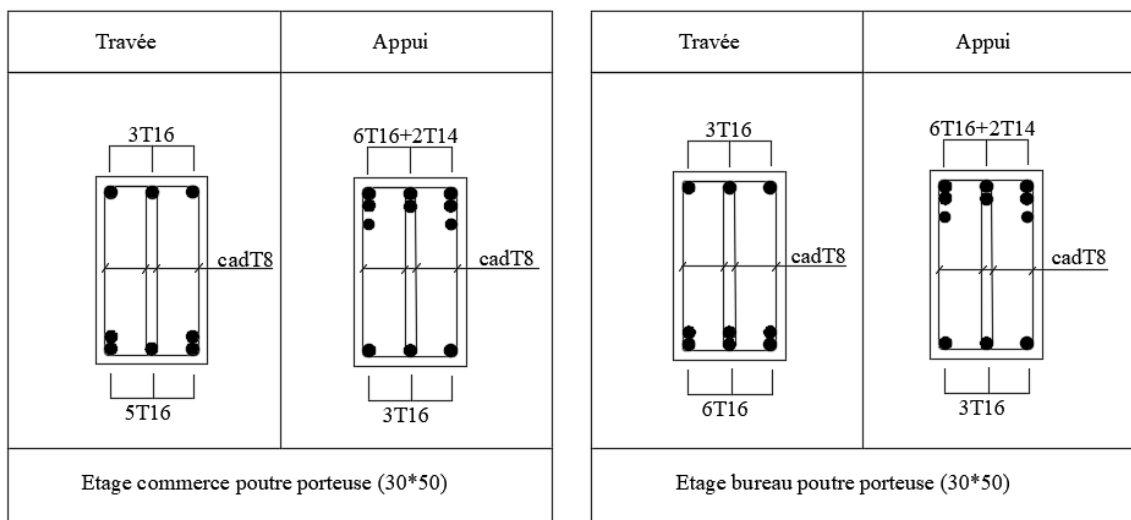 Travée
Appui
3T16
6T16+2T14
cadT8
cadT8
5T16
3T16
Etage commerce poutre porteuse (30*50)
Travée
Appui
3T16
6T16+2T14
cadT8
cadT8
6T16
3T16
Etage bureau poutre porteuse (30*50)